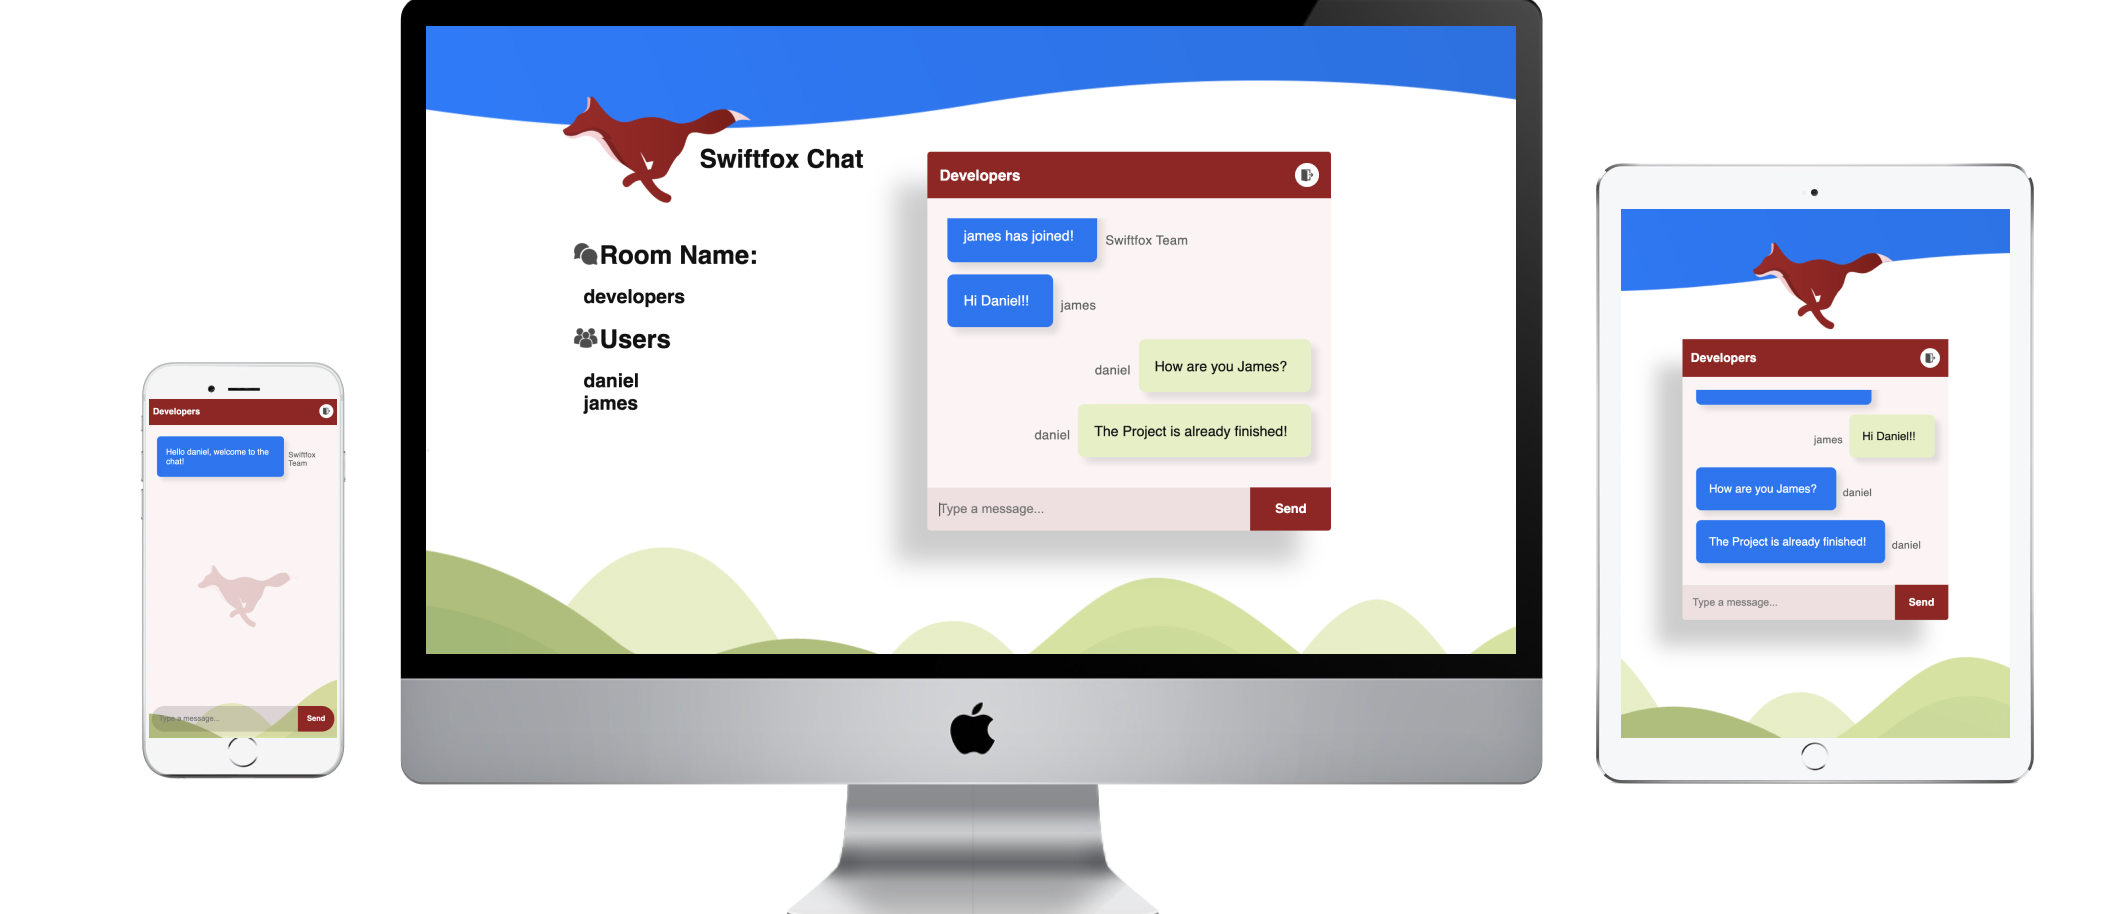 Developers
Hello daniel, welcome to the
chat!
Swiftfox
Team
Type a message...
Send
Swiftfox Chat
Room Name:
developers
Users
daniel
james
Developers
james has joined!
Swiftfox Team
Hi Daniel!!
james
daniel
How are you James?
daniel
The Project is already finished!
Type a message...
Send
Developers
james
Hi Daniel!!
How are you James?
daniel
The Project is already finished!
daniel
Type a message...
Send